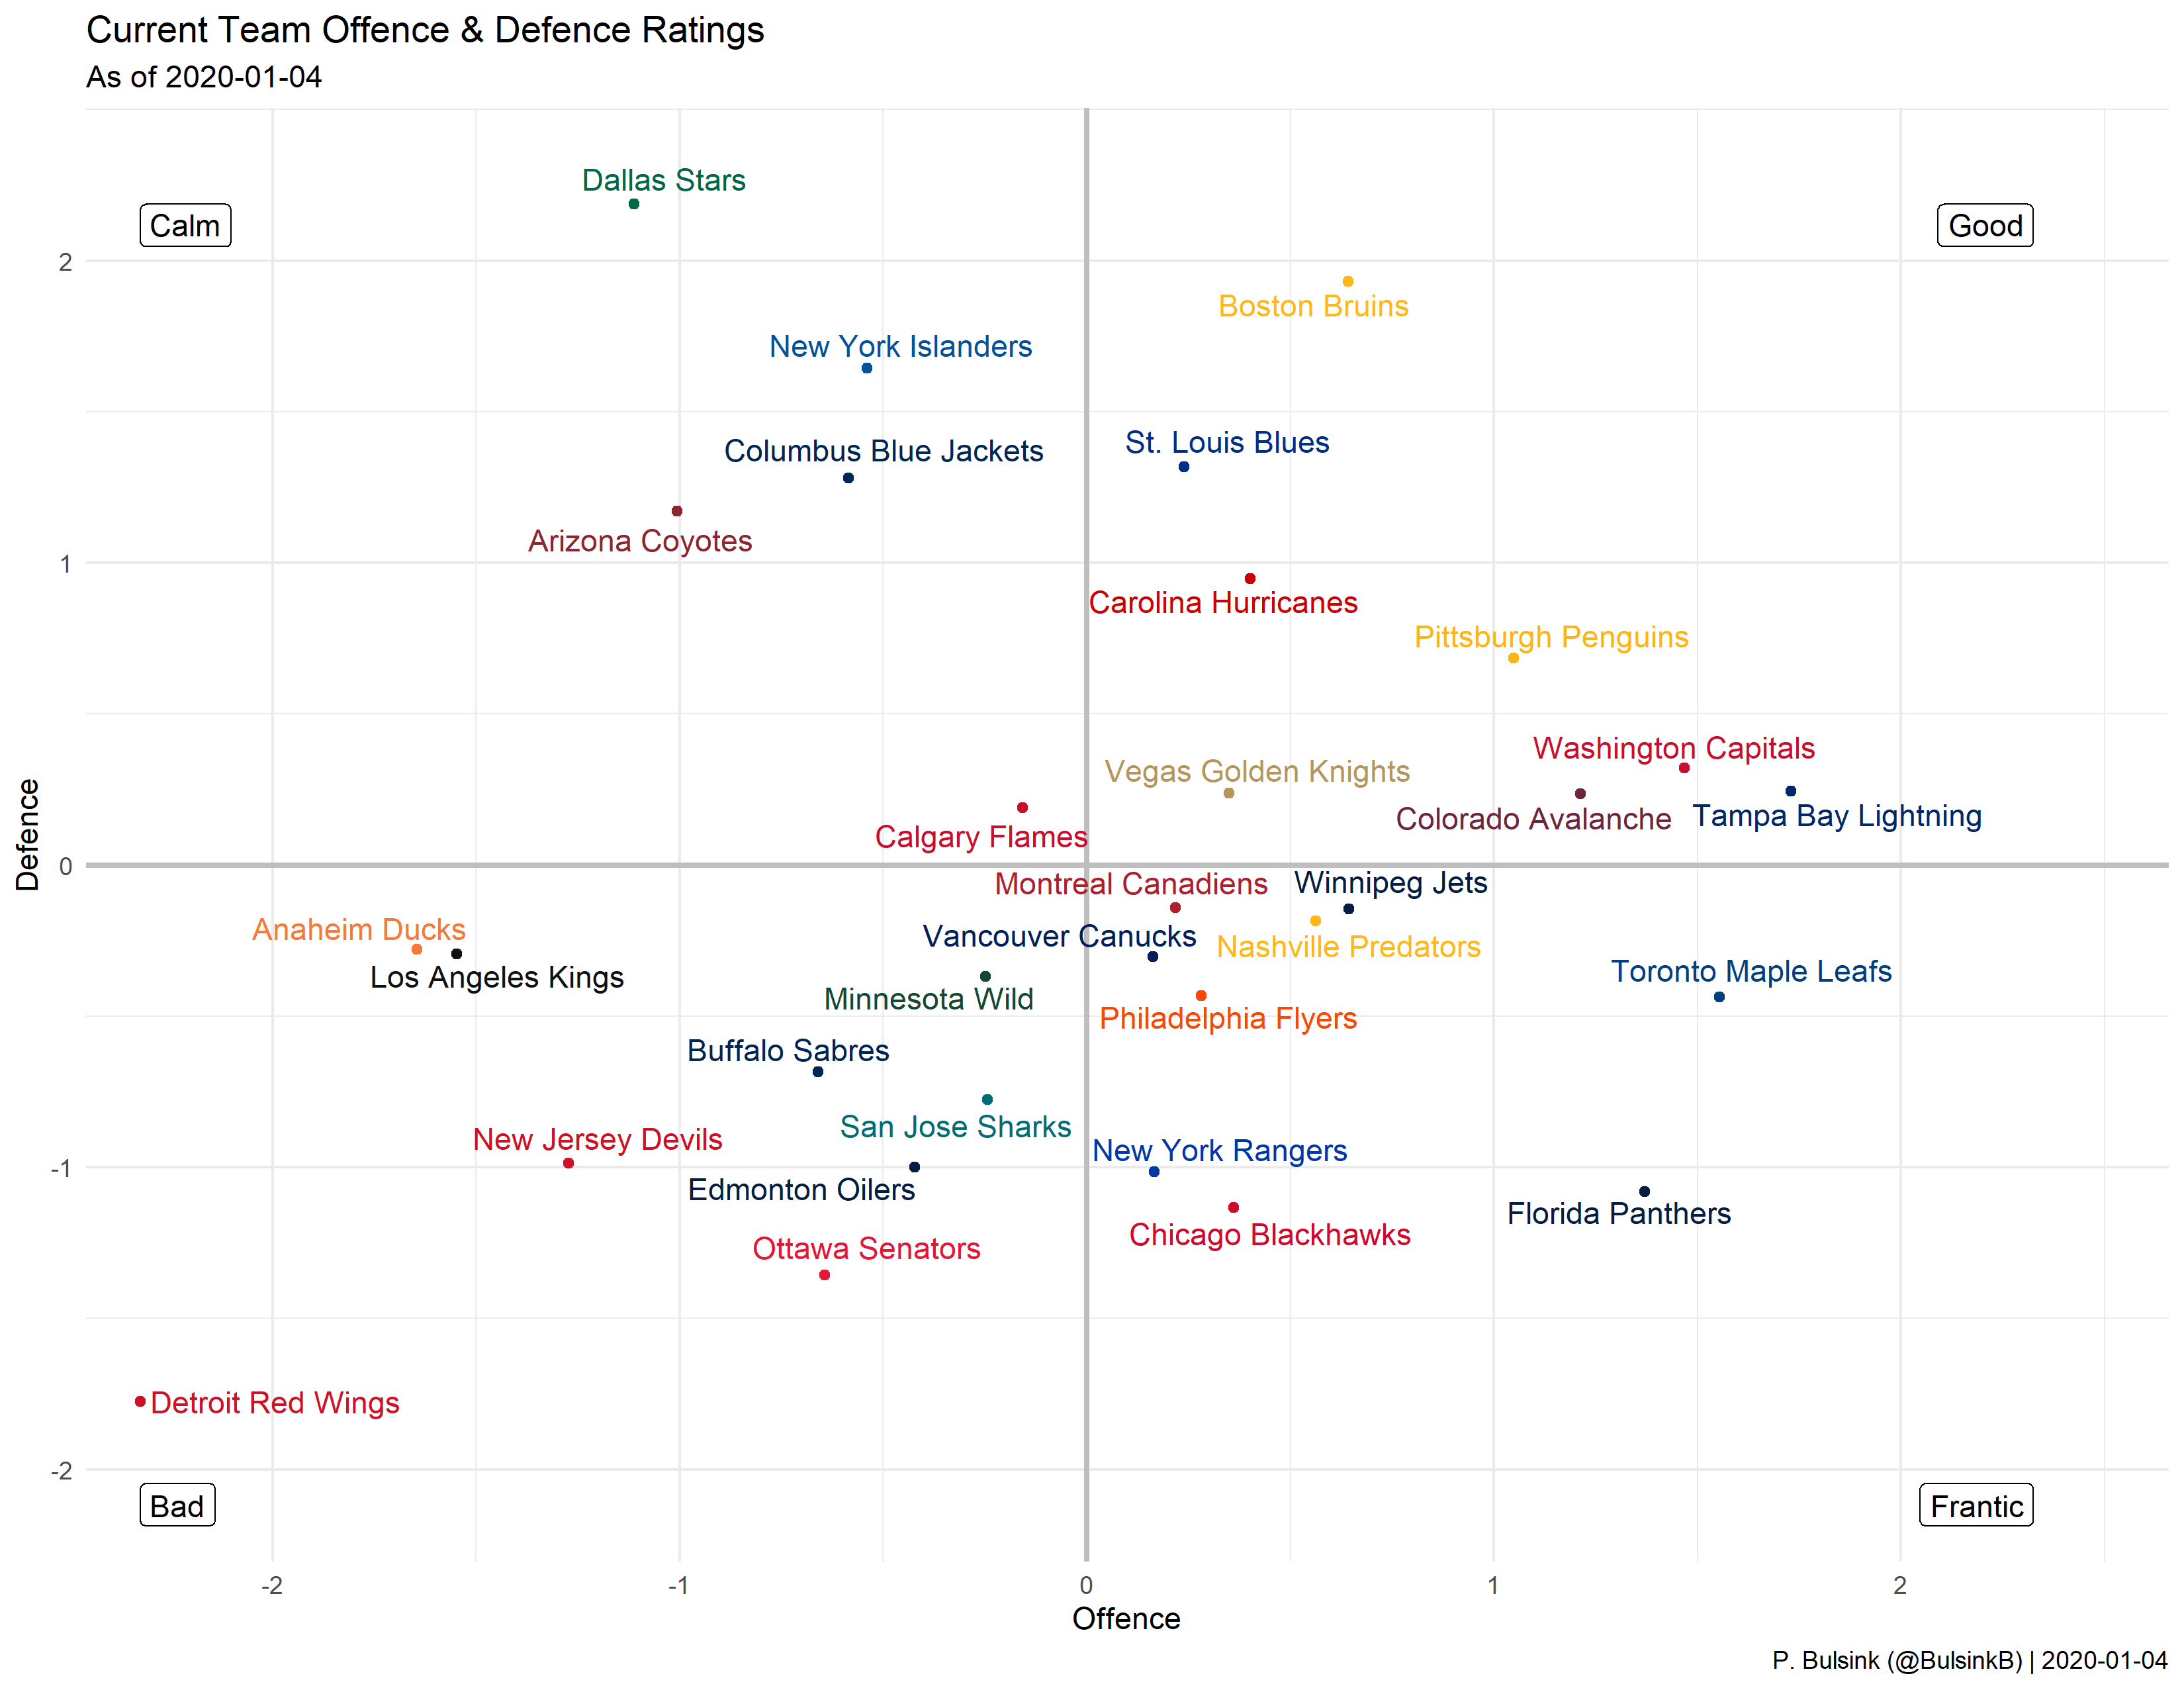 Current Team Offence & Defence Ratings
As of 2020-01-04
Dallas Stars
Calm
Good
2
Boston Bruins
New York Islanders
St. Louis Blues
Columbus Blue Jackets
Arizona Coyotes
1
Carolina Hurricanes
Pittsburgh Penguins
Washington Capitals
Vegas Golden Knights
Tampa Bay Lightning
Colorado Avalanche
Calgary Flames
Defence
0
Montreal Canadiens
Winnipeg Jets
Anaheim Ducks
Vancouver Canucks
Nashville Predators
Los Angeles Kings
Toronto Maple Leafs
Minnesota Wild
Philadelphia Flyers
Buffalo Sabres
San Jose Sharks
New Jersey Devils
New York Rangers
-1
Edmonton Oilers
Florida Panthers
Chicago Blackhawks
Ottawa Senators
Detroit Red Wings
-2
Bad
Frantic
-2
-1
0
1
2
Offence
P. Bulsink (@BulsinkB) | 2020-01-04